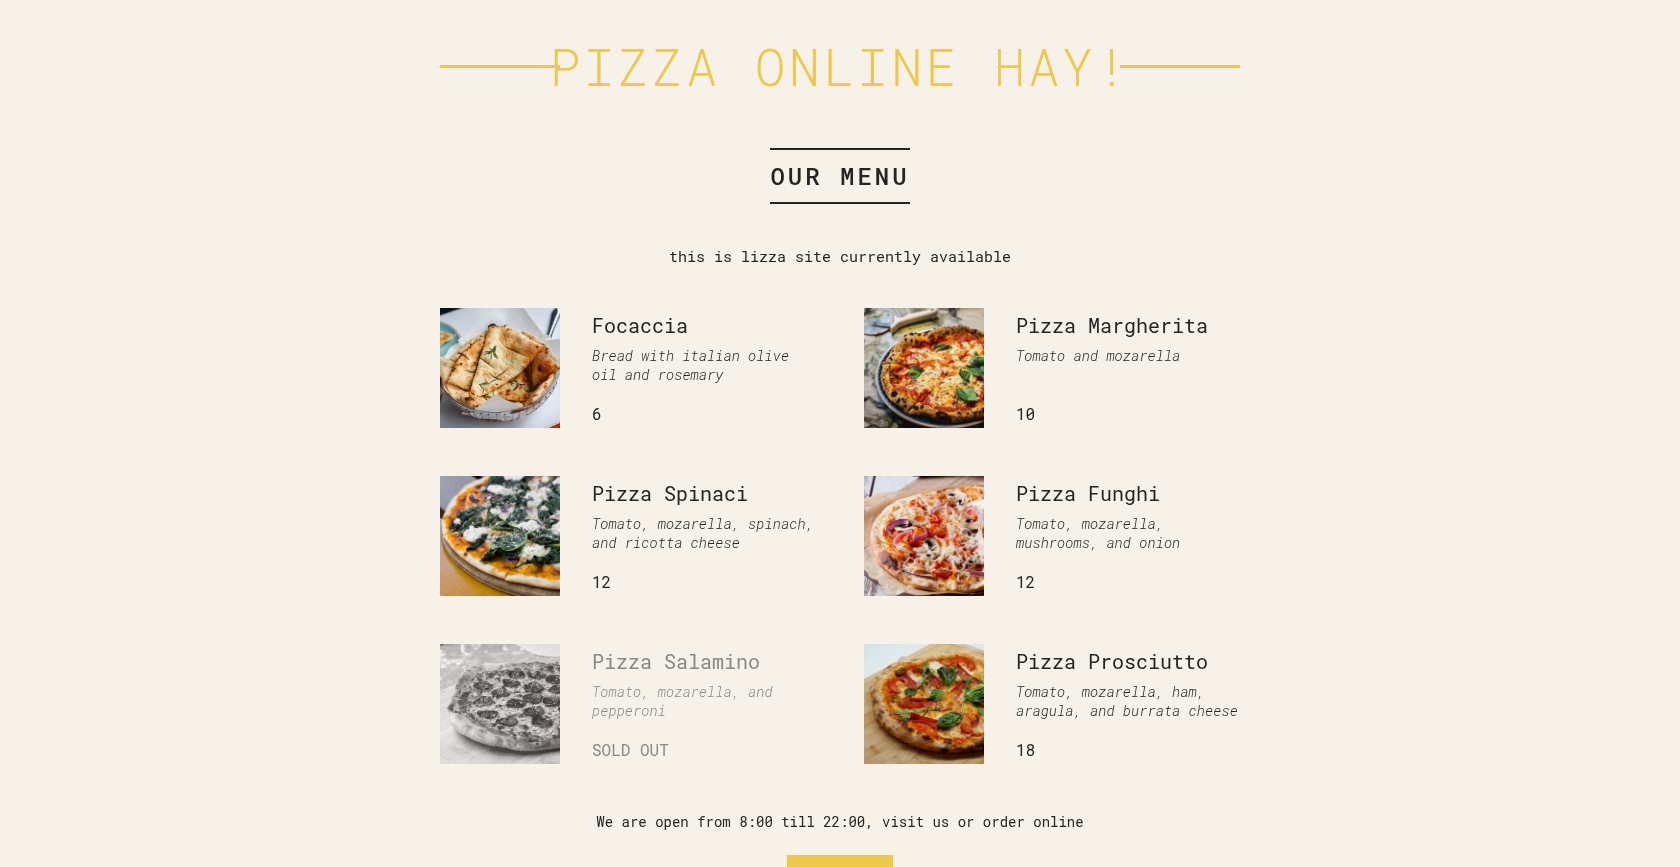 PIZZA ONLINE HAY!
OUR MENU
this is lizza site currently available
Focaccia
Bread with italian olive
oil and rosemary
6
Pizza Margherita
Tomato and mozarella
10
Pizza Spinaci
Tomato, mozarella, spinach,
and ricotta cheese
12
Pizza Funghi
Tomato, mozarella,
mushrooms, and onion
12
Pizza Salamino
Tomato, mozarella, and
pepperoni
SOLD OUT
Pizza Prosciutto
Tomato, mozarella, ham,
aragula, and burrata cheese
18
We are open from 8:00 till 22:00, visit us or order online